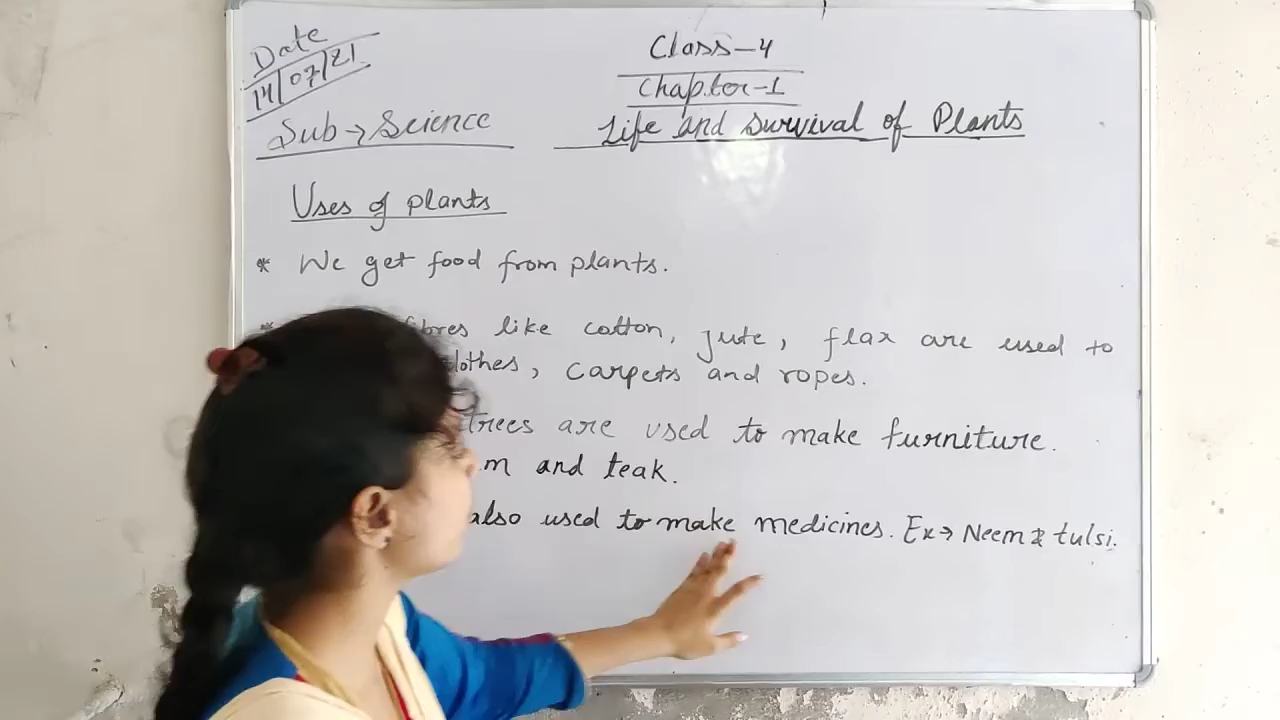 Date
14/07/21
Class-4
Chapter-1
Sub → Science
Life and Survival of Plants
Uses of plants
* We get food from plants.
* fibres like cotton, jute, flax are used to
clothes, carpets and ropes.
trees are used to make furniture.
and teak.
also used to make medicines. Ex → Neem & tulsi.